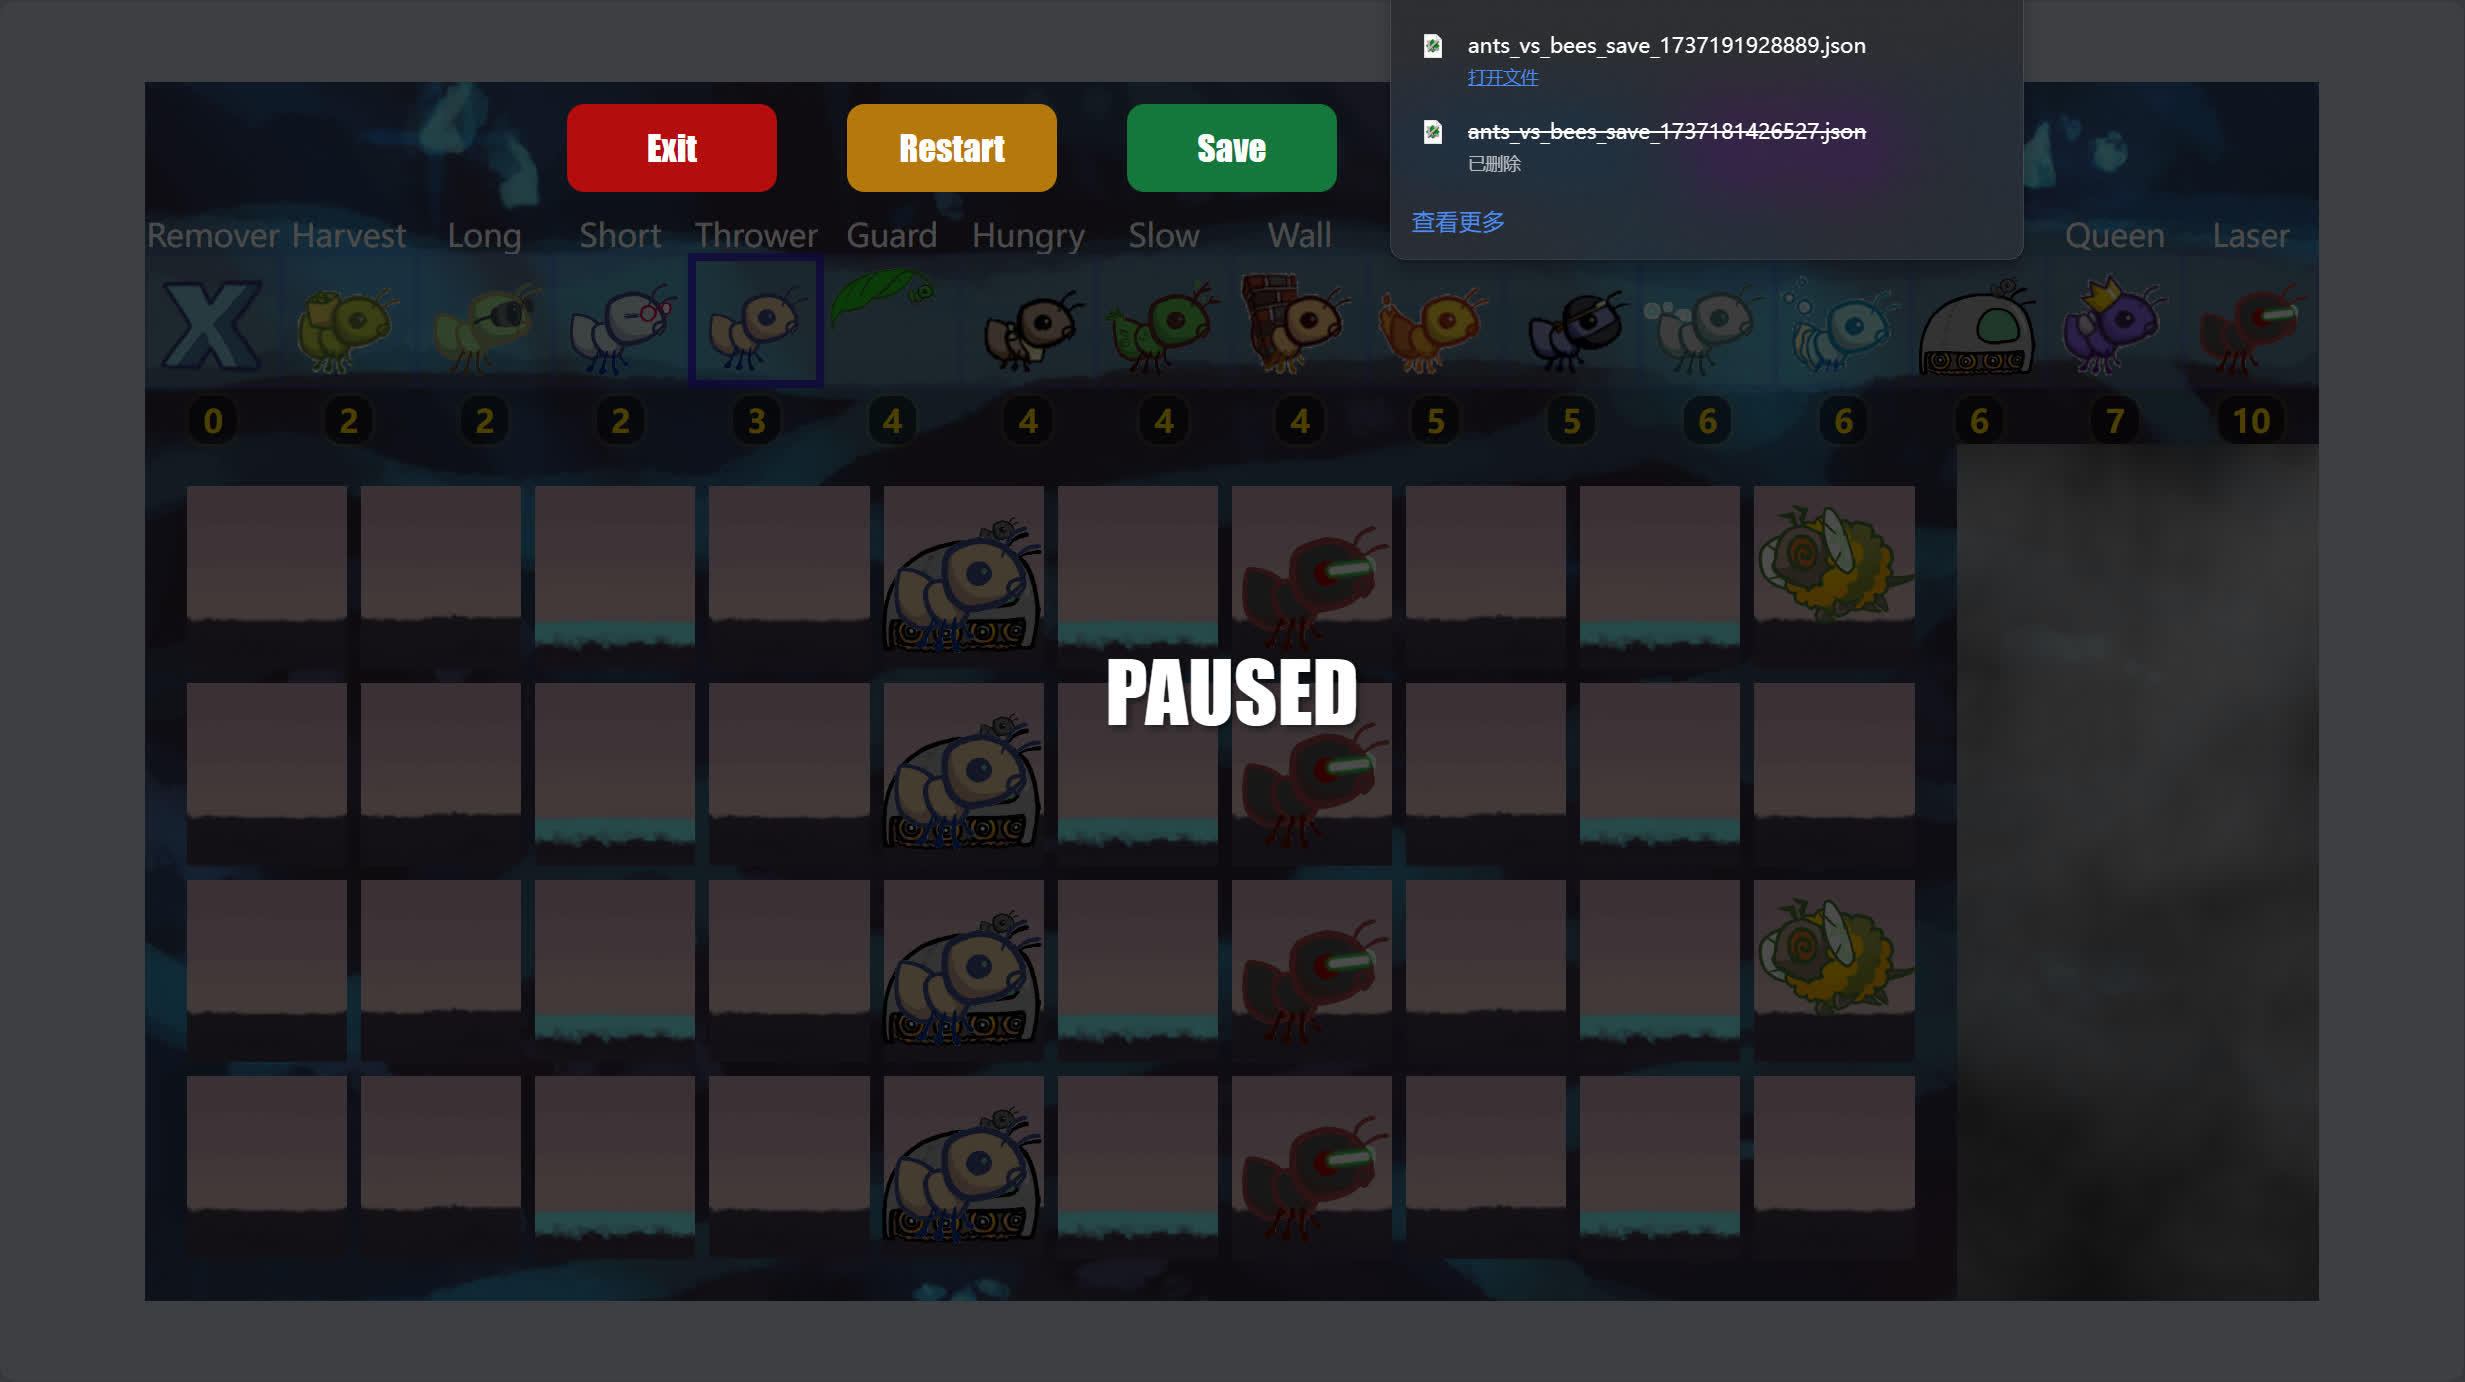 ants_vs_bees_save_1737191928889.json
打开文件
ants_vs_bees_save_1737181426527.json
已删除
查看更多
Exit Restart Save
Remover Harvest Long Short Thrower Guard Hungry Slow Wall Queen Laser
0 2 2 2 3 4 4 4 4 5 5 6 6 6 7 10
PAUSED